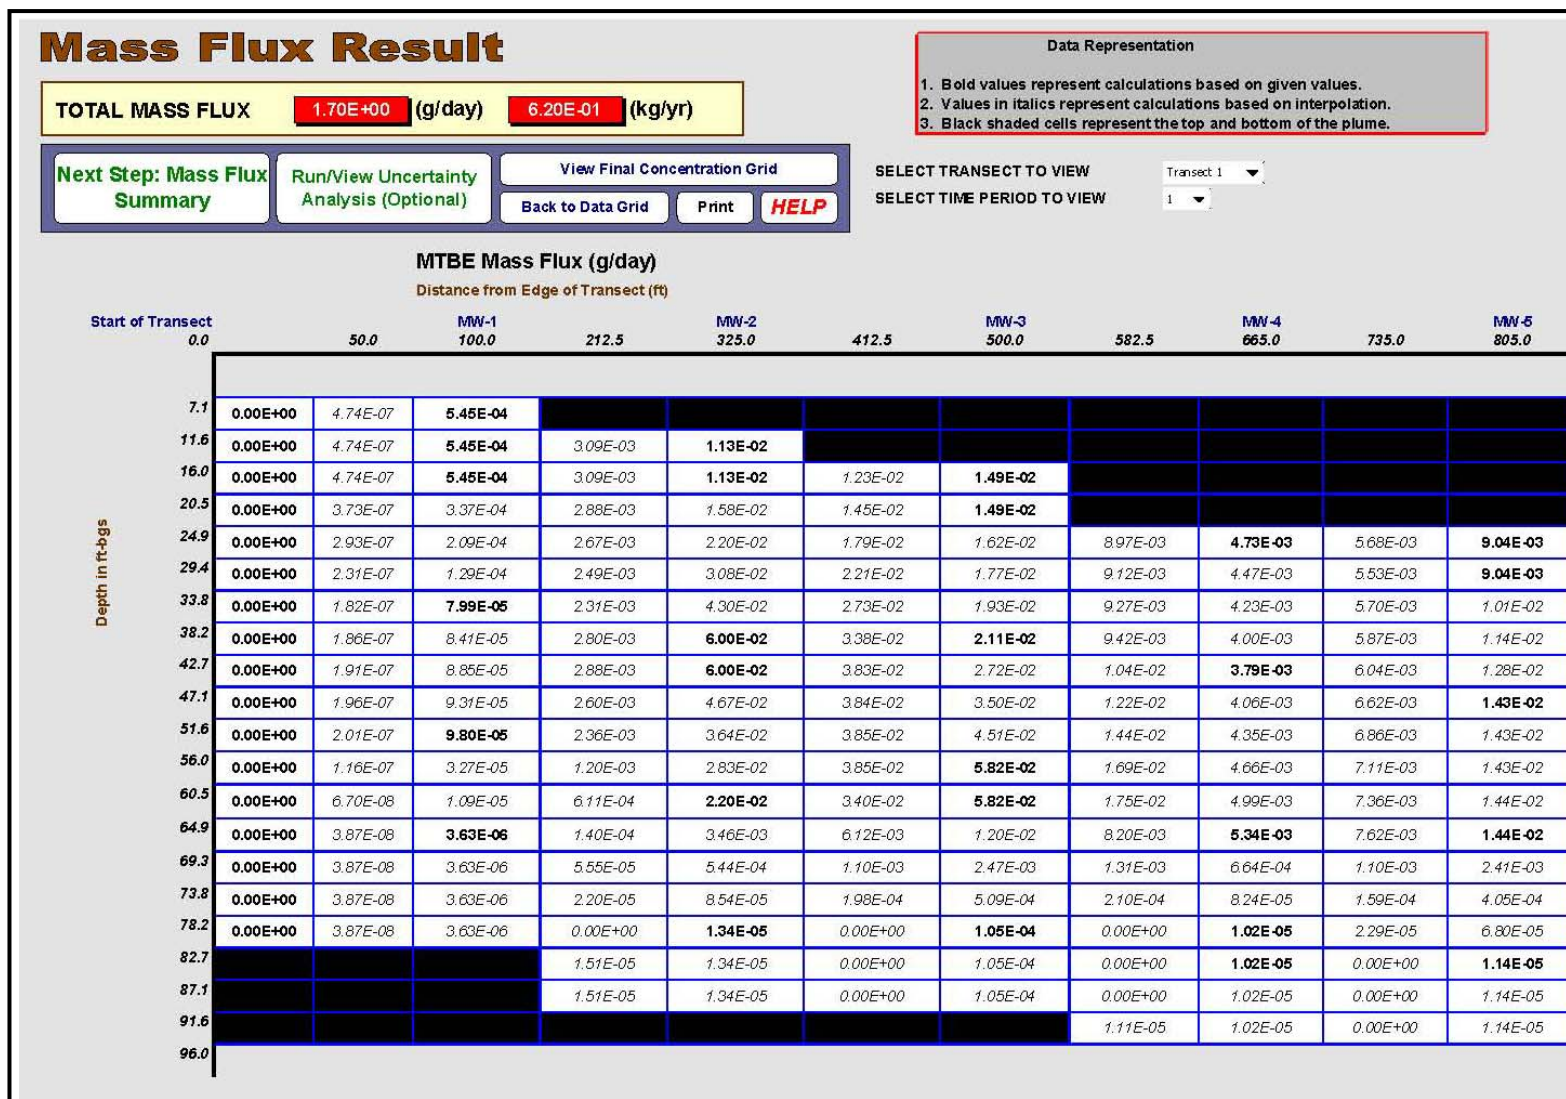 Mass Flux Result
Data Representation
1. Bold values represent calculations based on given values.
2. Values in italics represent calculations based on interpolation.
3. Black shaded cells represent the top and bottom of the plume.
TOTAL MASS FLUX 1.70E+00 (g/day) 6.20E-01 (kg/yr)
Next Step: Mass Flux Summary
Run/View Uncertainty Analysis (Optional)
View Final Concentration Grid
Back to Data Grid Print HELP
SELECT TRANSECT TO VIEW Transect 1
SELECT TIME PERIOD TO VIEW 1
MTBE Mass Flux (g/day)
Distance from Edge of Transect (ft)
Start of Transect MW-1 MW-2 MW-3 MW-4 MW-5
0.0 50.0 100.0 212.5 325.0 412.5 500.0 582.5 665.0 735.0 805.0
Depth in ft-bgs
7.1 0.00E+00 4.74E-07 5.45E-04
11.6 0.00E+00 4.74E-07 5.45E-04 3.09E-03 1.13E-02
16.0 0.00E+00 4.74E-07 5.45E-04 3.09E-03 1.13E-02 1.23E-02 1.49E-02
20.5 0.00E+00 3.73E-07 3.37E-04 2.88E-03 1.58E-02 1.45E-02 1.49E-02
24.9 0.00E+00 2.93E-07 2.09E-04 2.67E-03 2.20E-02 1.79E-02 1.62E-02 8.97E-03 4.73E-03 5.68E-03 9.04E-03
29.4 0.00E+00 2.31E-07 1.29E-04 2.49E-03 3.08E-02 2.21E-02 1.77E-02 9.12E-03 4.47E-03 5.53E-03 9.04E-03
33.8 0.00E+00 1.82E-07 7.99E-05 2.31E-03 4.30E-02 2.73E-02 1.93E-02 9.27E-03 4.23E-03 5.70E-03 1.01E-02
38.2 0.00E+00 1.86E-07 8.41E-05 2.80E-03 6.00E-02 3.38E-02 2.11E-02 9.42E-03 4.00E-03 5.87E-03 1.14E-02
42.7 0.00E+00 1.91E-07 8.85E-05 2.88E-03 6.00E-02 3.83E-02 2.72E-02 1.04E-02 3.79E-03 6.04E-03 1.28E-02
47.1 0.00E+00 1.96E-07 9.31E-05 2.60E-03 4.67E-02 3.84E-02 3.50E-02 1.22E-02 4.06E-03 6.62E-03 1.43E-02
51.6 0.00E+00 2.01E-07 9.80E-05 2.36E-03 3.64E-02 3.85E-02 4.51E-02 1.44E-02 4.35E-03 6.86E-03 1.43E-02
56.0 0.00E+00 1.16E-07 3.27E-05 1.20E-03 2.83E-02 3.85E-02 5.82E-02 1.69E-02 4.66E-03 7.11E-03 1.43E-02
60.5 0.00E+00 6.70E-08 1.09E-05 6.11E-04 2.20E-02 3.40E-02 5.82E-02 1.75E-02 4.99E-03 7.36E-03 1.44E-02
64.9 0.00E+00 3.87E-08 3.63E-06 1.40E-04 3.46E-03 6.12E-03 1.20E-02 8.20E-03 5.34E-03 7.62E-03 1.44E-02
69.3 0.00E+00 3.87E-08 3.63E-06 5.55E-05 5.44E-04 1.10E-03 2.47E-03 1.31E-03 6.64E-04 1.10E-03 2.41E-03
73.8 0.00E+00 3.87E-08 3.63E-06 2.20E-05 8.54E-05 1.98E-04 5.09E-04 2.10E-04 8.24E-05 1.59E-04 4.05E-04
78.2 0.00E+00 3.87E-08 3.63E-06 0.00E+00 1.34E-05 0.00E+00 1.05E-04 0.00E+00 1.02E-05 2.29E-05 6.80E-05
82.7 1.51E-05 1.34E-05 0.00E+00 1.05E-04 0.00E+00 1.02E-05 0.00E+00 1.14E-05
87.1 1.51E-05 1.34E-05 0.00E+00 1.05E-04 0.00E+00 1.02E-05 0.00E+00 1.14E-05
91.6 1.11E-05 1.02E-05 0.00E+00 1.14E-05
96.0